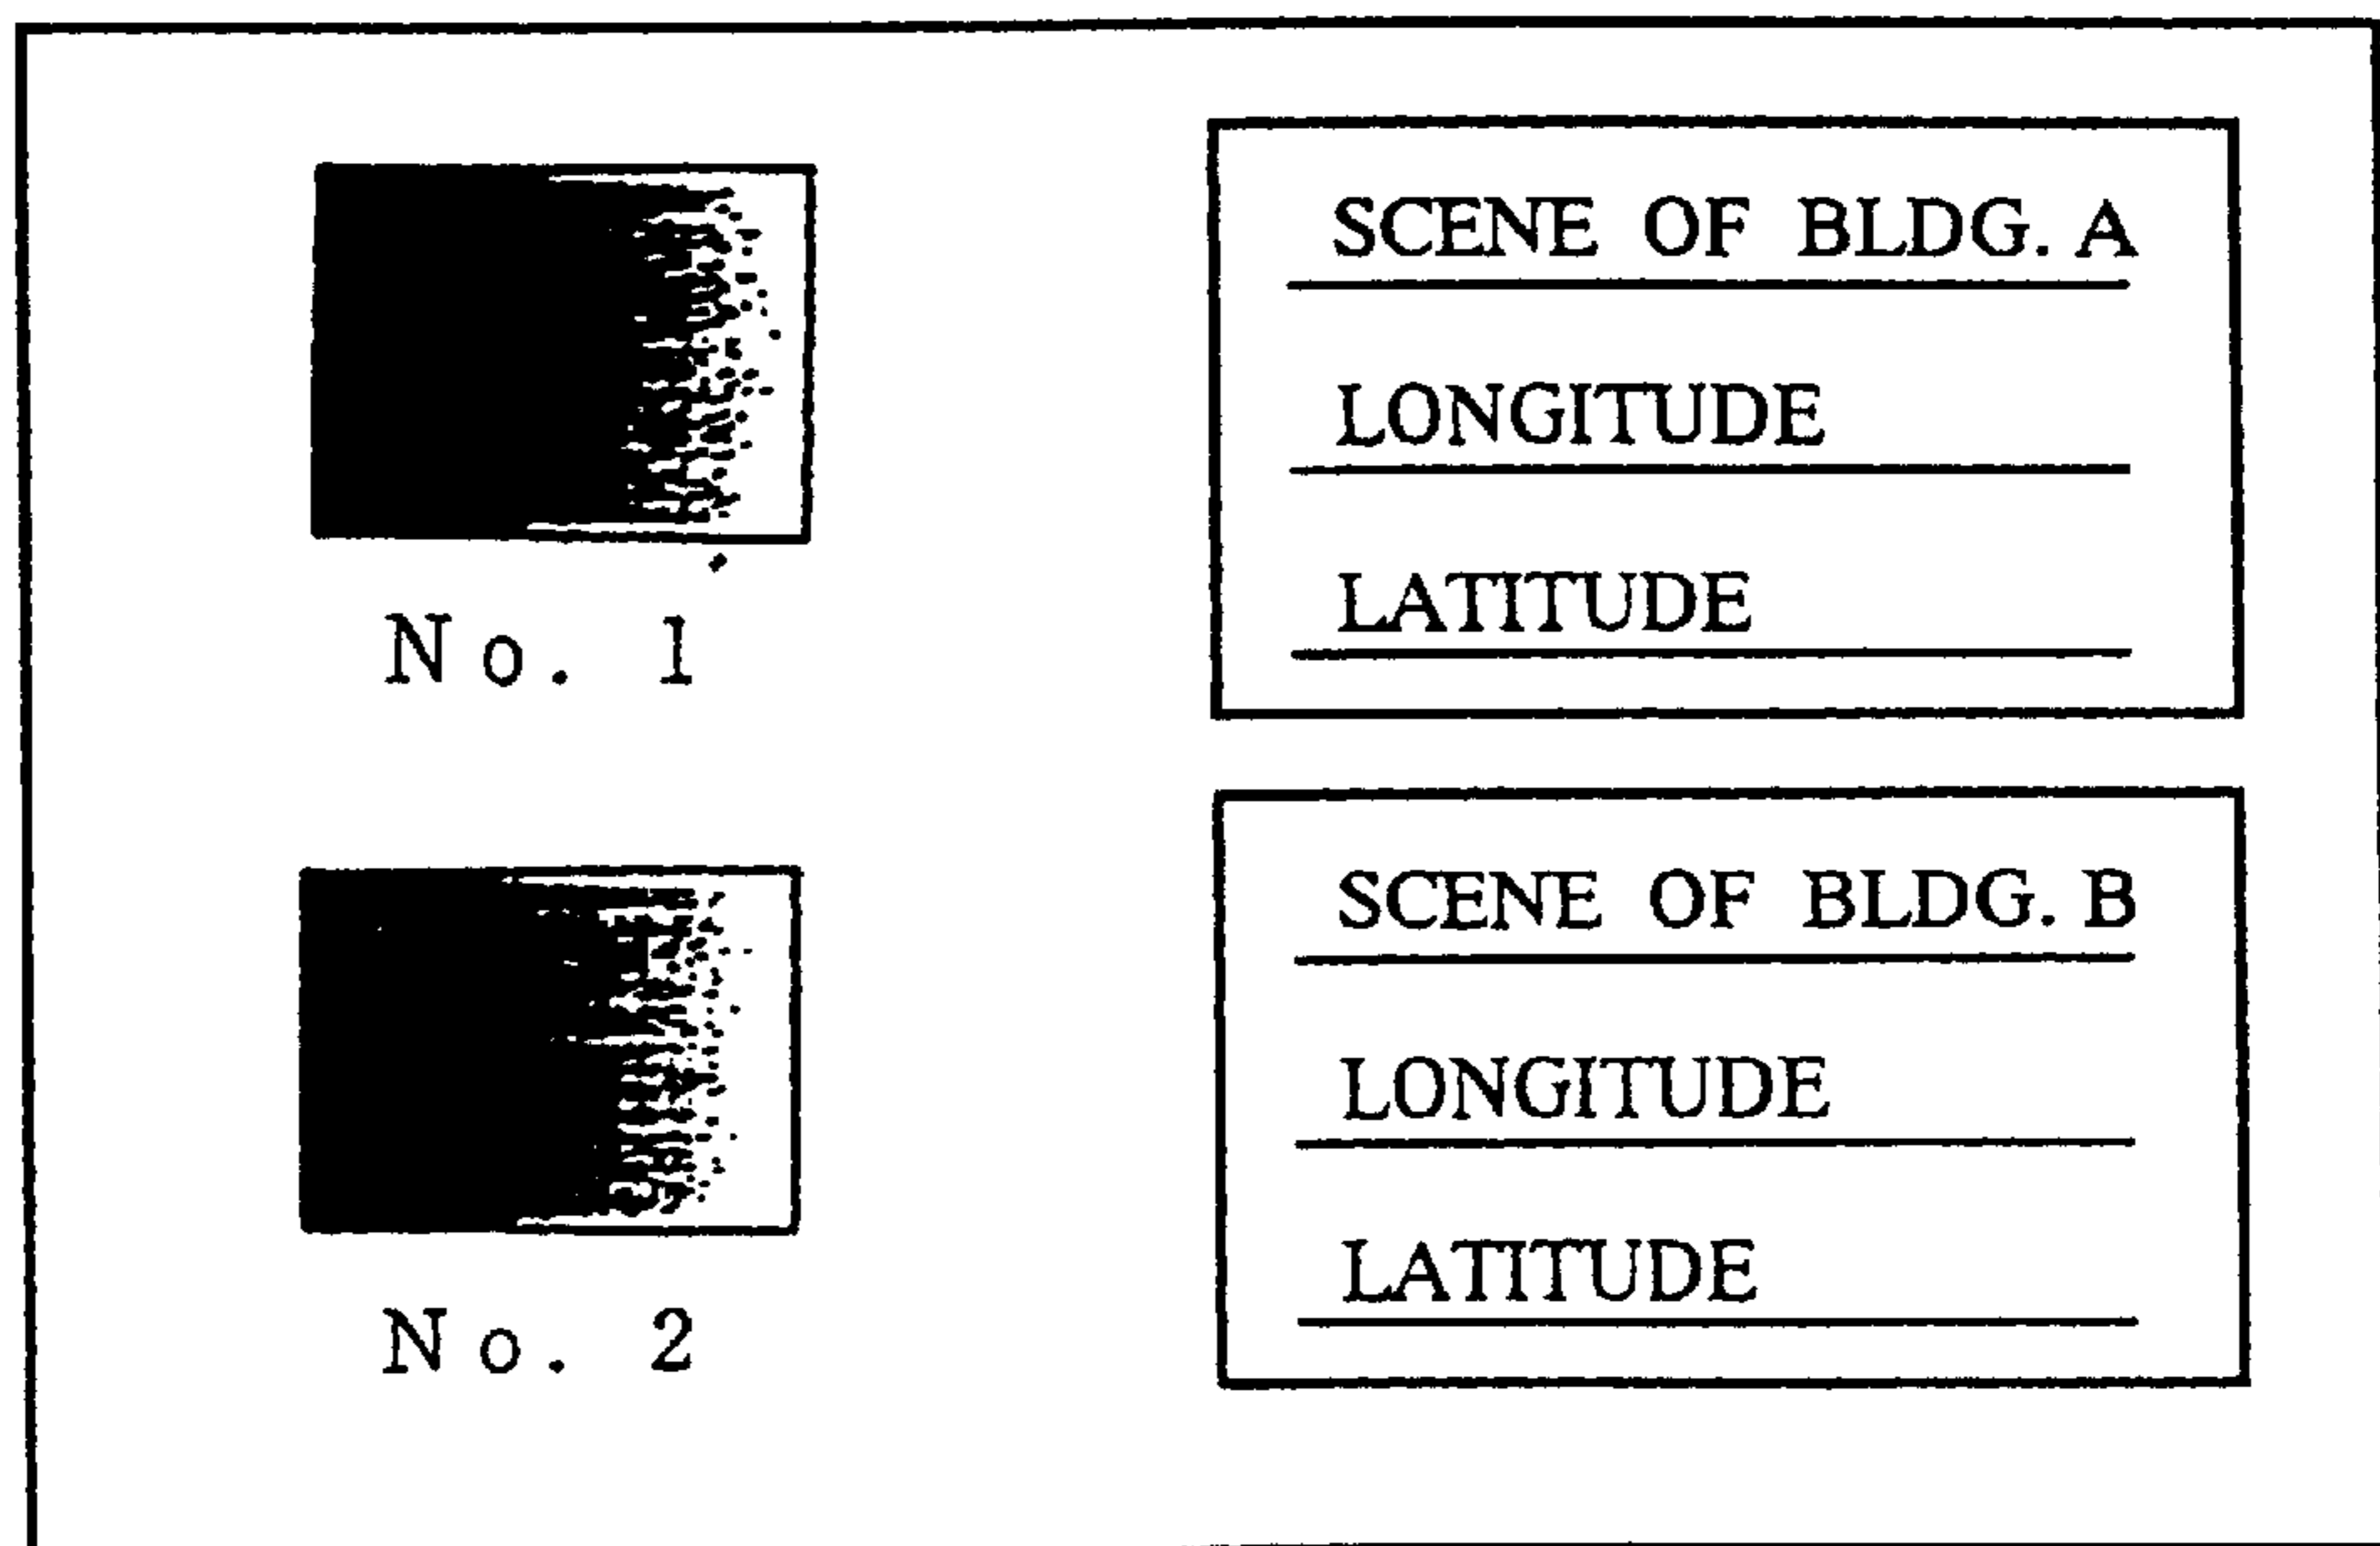 SCENE OF BLDG. A
LONGITUDE
LATITUDE
No. 1
SCENE OF BLDG. B
LONGITUDE
LATITUDE
No. 2